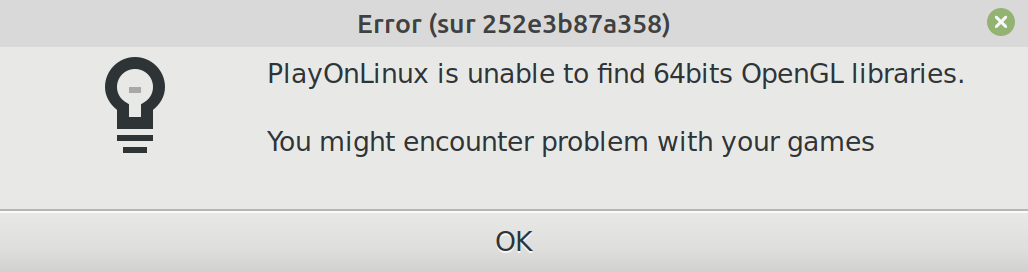 Error (sur 252e3b87a358)
PlayOnLinux is unable to find 64bits OpenGL libraries.
You might encounter problem with your games
OK